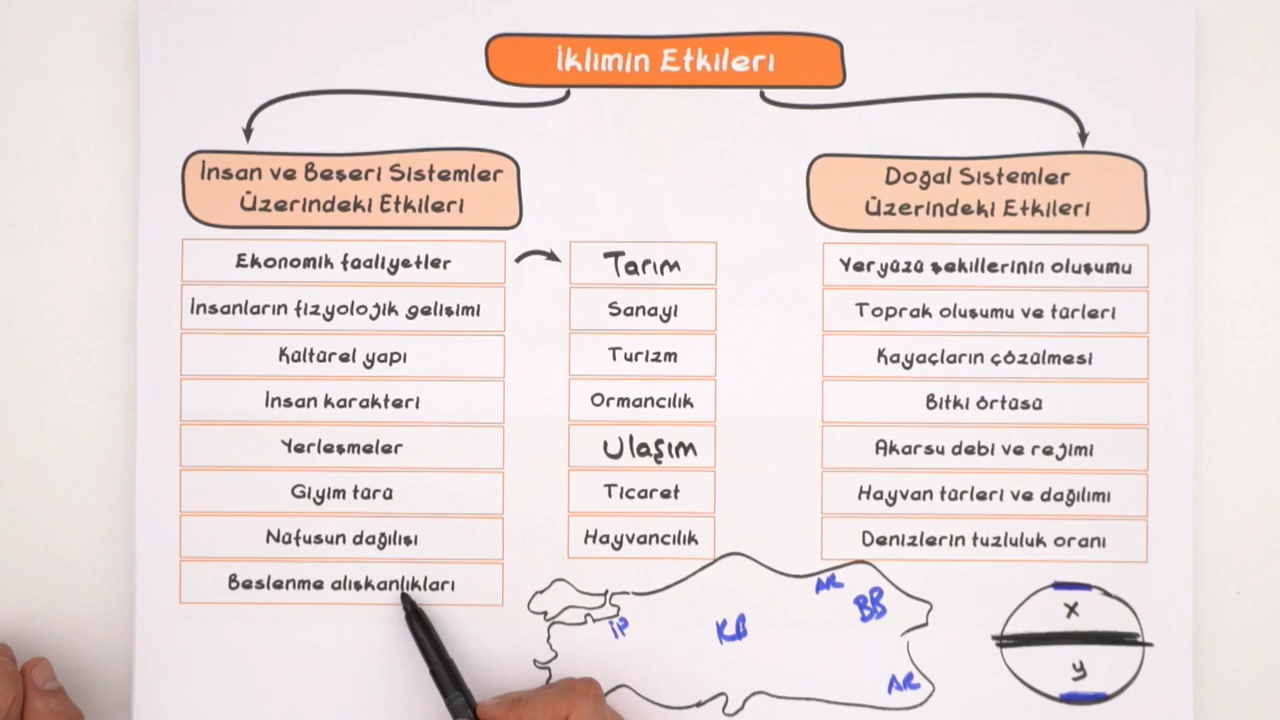 İklimin Etkileri
İnsan ve Beşeri Sistemler
Üzerindeki Etkileri
Ekonomik faaliyetler
İnsanların fizyolojik gelişimi
Kültürel yapı
İnsan karakteri
Yerleşmeler
Giyim türü
Nüfusun dağılışı
Beslenme alışkanlıkları
Tarım
Sanayi
Turizm
Ormancılık
Ulaşım
Ticaret
Hayvancılık
Doğal Sistemler
Üzerindeki Etkileri
Yeryüzü şekillerinin oluşumu
Toprak oluşumu ve türleri
Kayaçların çözülmesi
Bitki örtüsü
Akarsu debi ve rejimi
Hayvan türleri ve dağılımı
Denizlerin tuzluluk oranı
AR
BB
İP
KB
AR
x
y